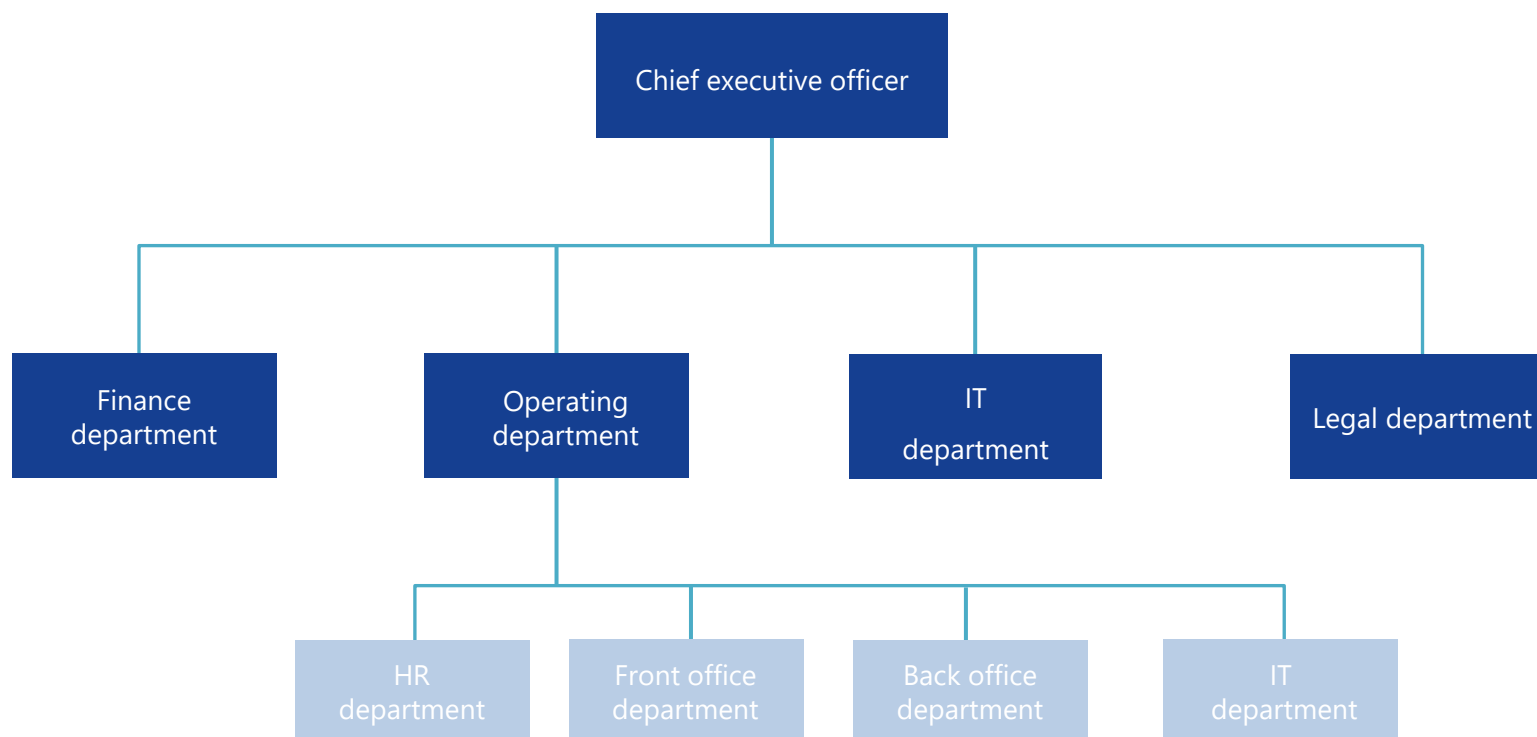 Chief executive officer
Finance
department
Operating
department
IT
department
Legal department
HR
department
Front office
department
Back office
department
IT
department